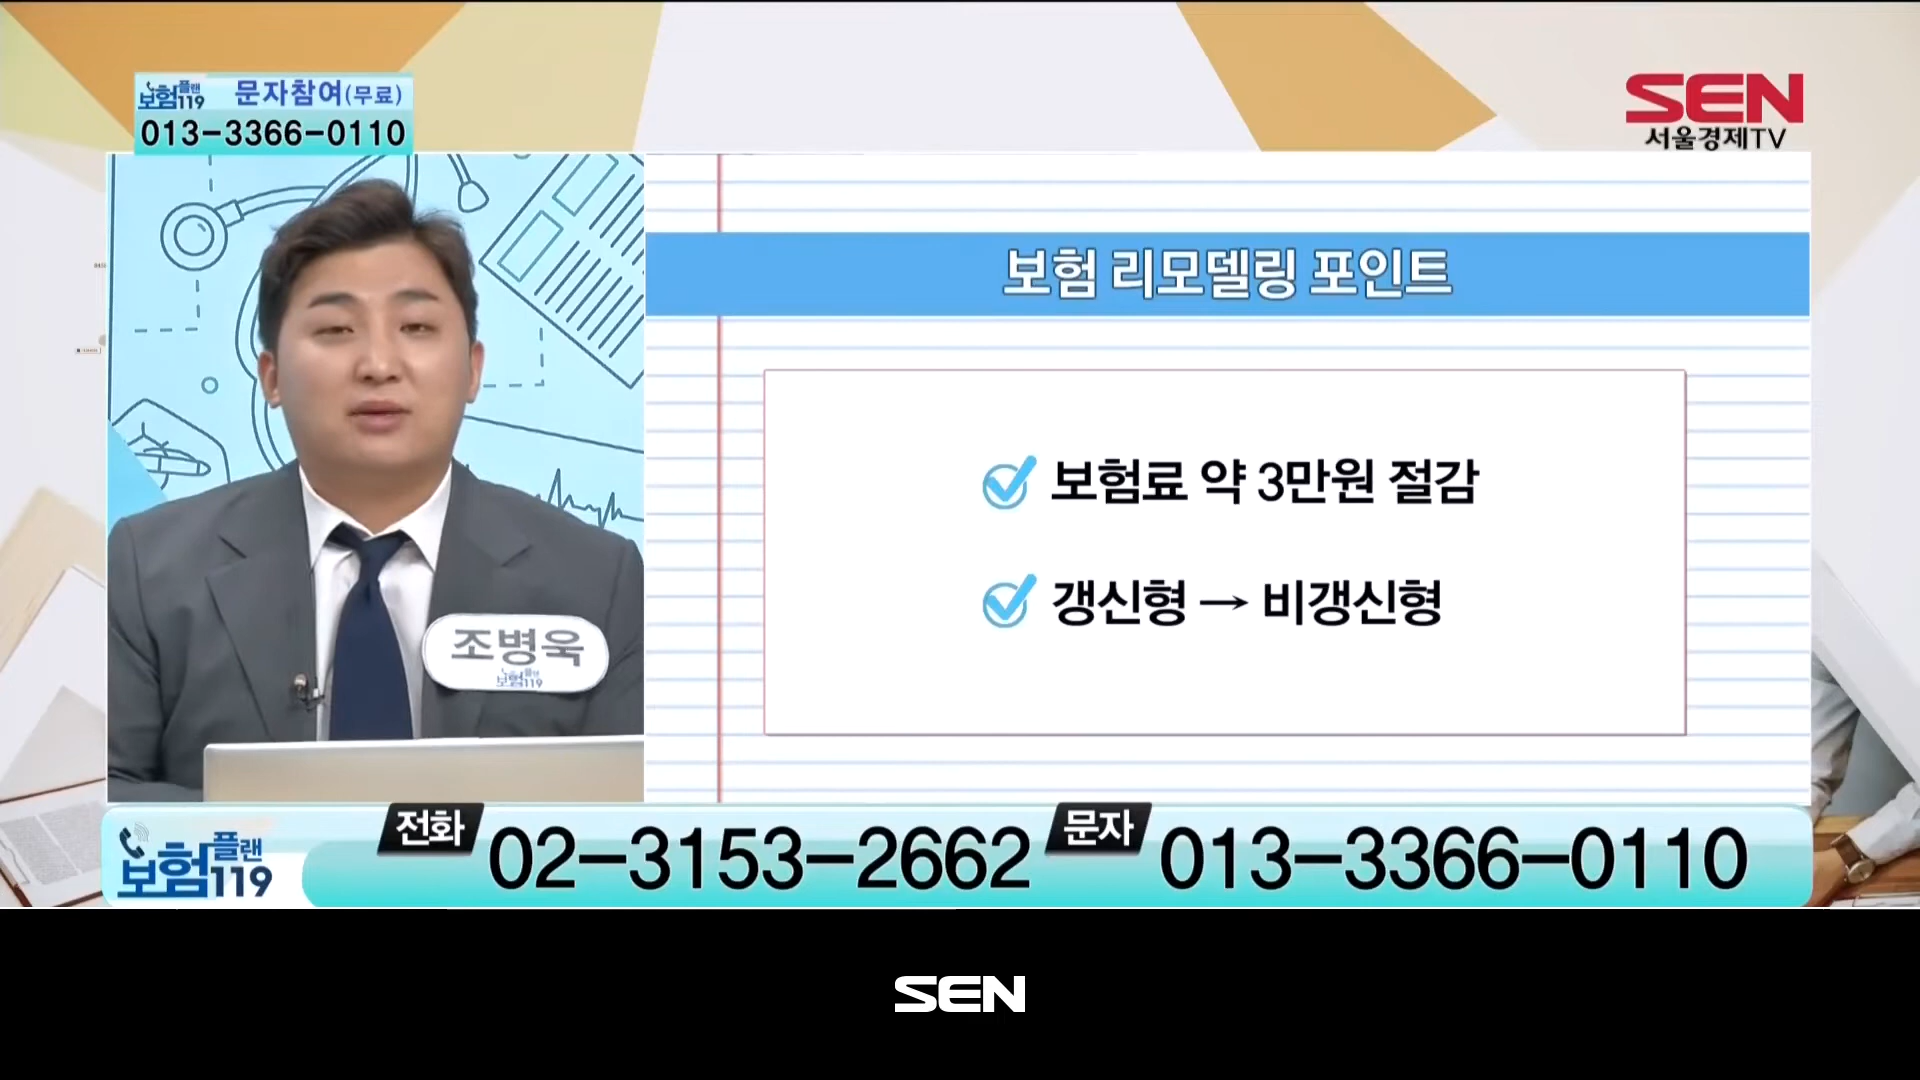 보험플랜119 문자참여(무료)
013-3366-0110
SEN
서울경제TV
보험 리모델링 포인트
보험료 약 3만원 절감
갱신형 → 비갱신형
조병욱
보험플랜119
보험플랜119
전화 02-3153-2662 문자 013-3366-0110
SEN